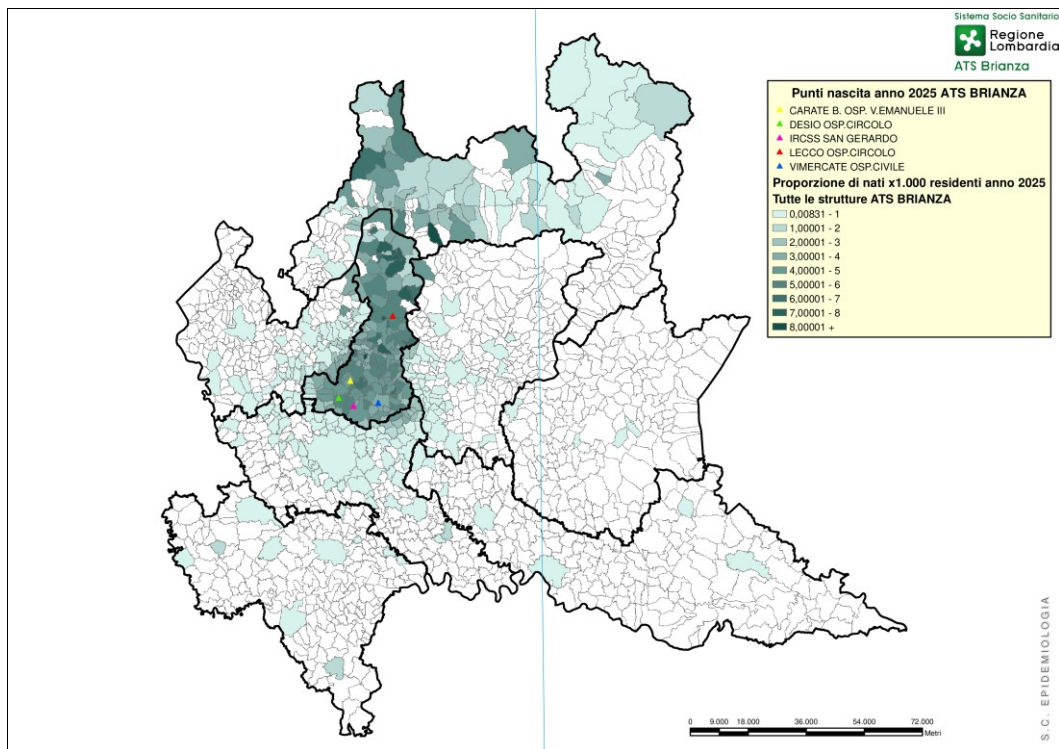 Sistema Socio Sanitario
Regione
Lombardia
ATS Brianza
Punti nascita anno 2025 ATS BRIANZA
CARATE B. OSP. V.EMANUELE III
DESIO OSP.CIRCOLO
IRCSS SAN GERARDO
LECCO OSP.CIRCOLO
VIMERCATE OSP.CIVILE
Proporzione di nati x1.000 residenti anno 2025
Tutte le strutture ATS BRIANZA
0,00831 - 1
1,00001 - 2
2,00001 - 3
3,00001 - 4
4,00001 - 5
5,00001 - 6
6,00001 - 7
7,00001 - 8
8,00001 +
S.C. EPIDEMIOLOGIA
0 9.000 18.000 36.000 54.000 72.000
Metri